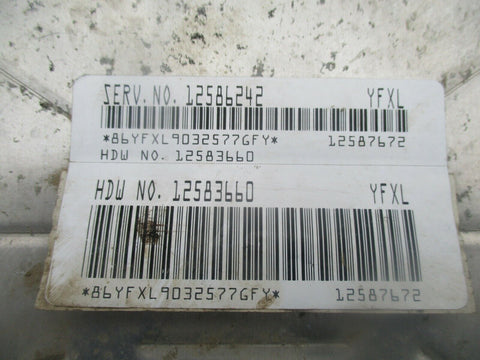 SERV. NO. 12586242 YFXL
*86YFXL9032577GFY* 12587672
HDW NO. 12583660
HDW NO. 12583660 YFXL
*86YFXL9032577GFY* 12587672